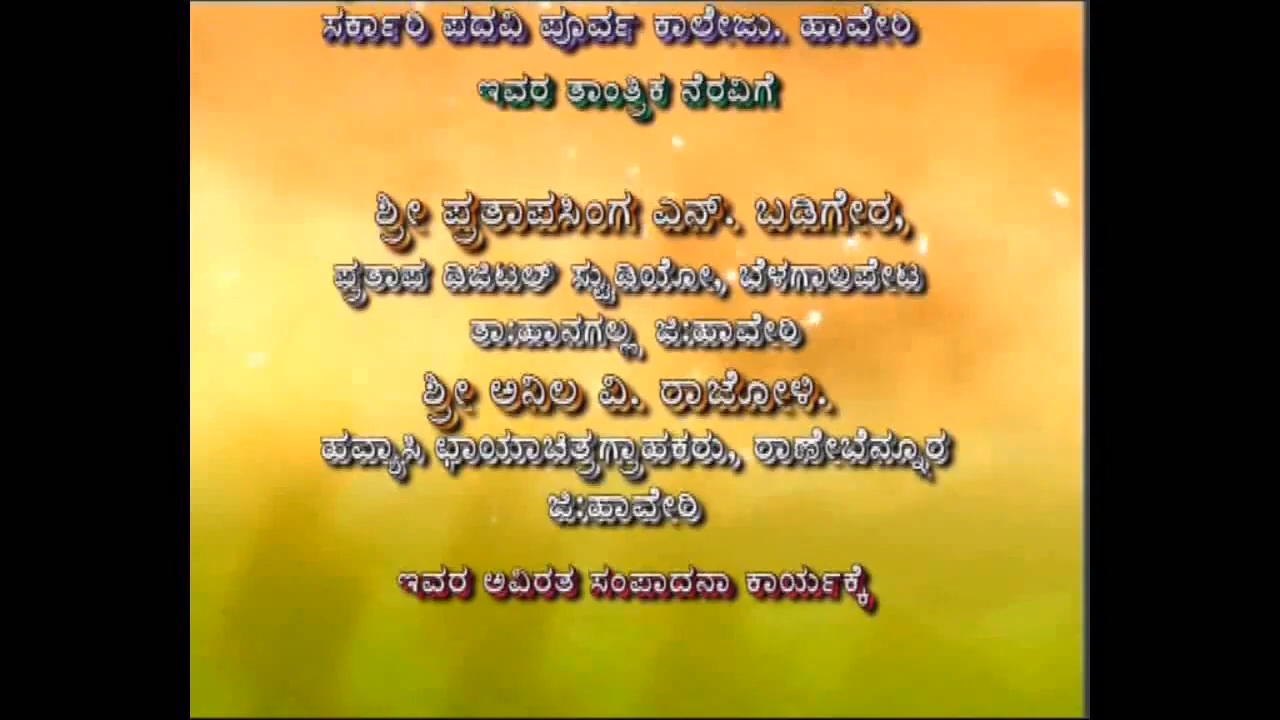 ಸರ್ಕಾರಿ ಪದವಿ ಪೂರ್ವ ಕಾಲೇಜು. ಹಾವೇರಿ
ಇವರ ತಾಂತ್ರಿಕ ನೆರವಿಗೆ
ಶ್ರೀ ಪ್ರತಾಪಸಿಂಗ ಎನ್. ಬಡಿಗೇರ,
ಪ್ರತಾಪ ಡಿಜಿಟಲ್ ಸ್ಟುಡಿಯೋ, ಬೆಳಗಾಲಪೇಟ
ತಾ:ಹಾನಗಲ್ಲ, ಜಿ:ಹಾವೇರಿ
ಶ್ರೀ ಅನಿಲ ವಿ. ರಾಜೋಳಿ.
ಹವ್ಯಾಸಿ ಛಾಯಾಚಿತ್ರಗ್ರಾಹಕರು, ರಾಣೇಬೆನ್ನೂರ
ಜಿ:ಹಾವೇರಿ
ಇವರ ಅವಿರತ ಸಂಪಾದನಾ ಕಾರ್ಯಕ್ಕೆ